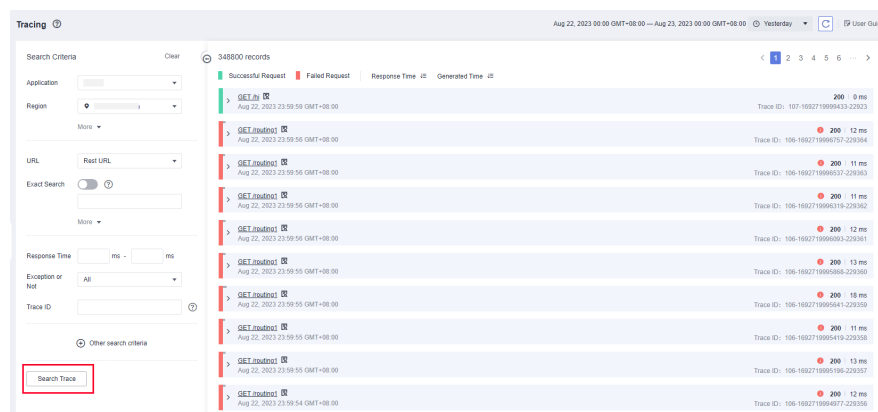 Tracing
Aug 22, 2023 00:00 GMT+08:00 — Aug 23, 2023 00:00 GMT+08:00 Yesterday User Gui
Search Criteria Clear
348800 records
1 2 3 4 5 6 ...
Successful Request Failed Request Response Time Generated Time
Application
Region
More
URL Rest URL
Exact Search
More
Response Time ms - ms
Exception or Not All
Trace ID
Other search criteria
Search Trace
GET /hi 200 0 ms
Aug 22, 2023 23:59:59 GMT+08:00 Trace ID: 107-1692719999433-22923
GET /routing1 200 12 ms
Aug 22, 2023 23:59:56 GMT+08:00 Trace ID: 106-1692719996757-229364
GET /routing1 200 11 ms
Aug 22, 2023 23:59:56 GMT+08:00 Trace ID: 106-1692719996537-229363
GET /routing1 200 11 ms
Aug 22, 2023 23:59:56 GMT+08:00 Trace ID: 106-1692719996319-229362
GET /routing1 200 12 ms
Aug 22, 2023 23:59:56 GMT+08:00 Trace ID: 106-1692719996093-229361
GET /routing1 200 13 ms
Aug 22, 2023 23:59:55 GMT+08:00 Trace ID: 106-1692719995868-229360
GET /routing1 200 18 ms
Aug 22, 2023 23:59:55 GMT+08:00 Trace ID: 106-1692719995641-229359
GET /routing1 200 11 ms
Aug 22, 2023 23:59:55 GMT+08:00 Trace ID: 106-1692719995419-229358
GET /routing1 200 13 ms
Aug 22, 2023 23:59:55 GMT+08:00 Trace ID: 106-1692719995196-229357
GET /routing1 200 12 ms
Aug 22, 2023 23:59:54 GMT+08:00 Trace ID: 106-1692719994977-229356